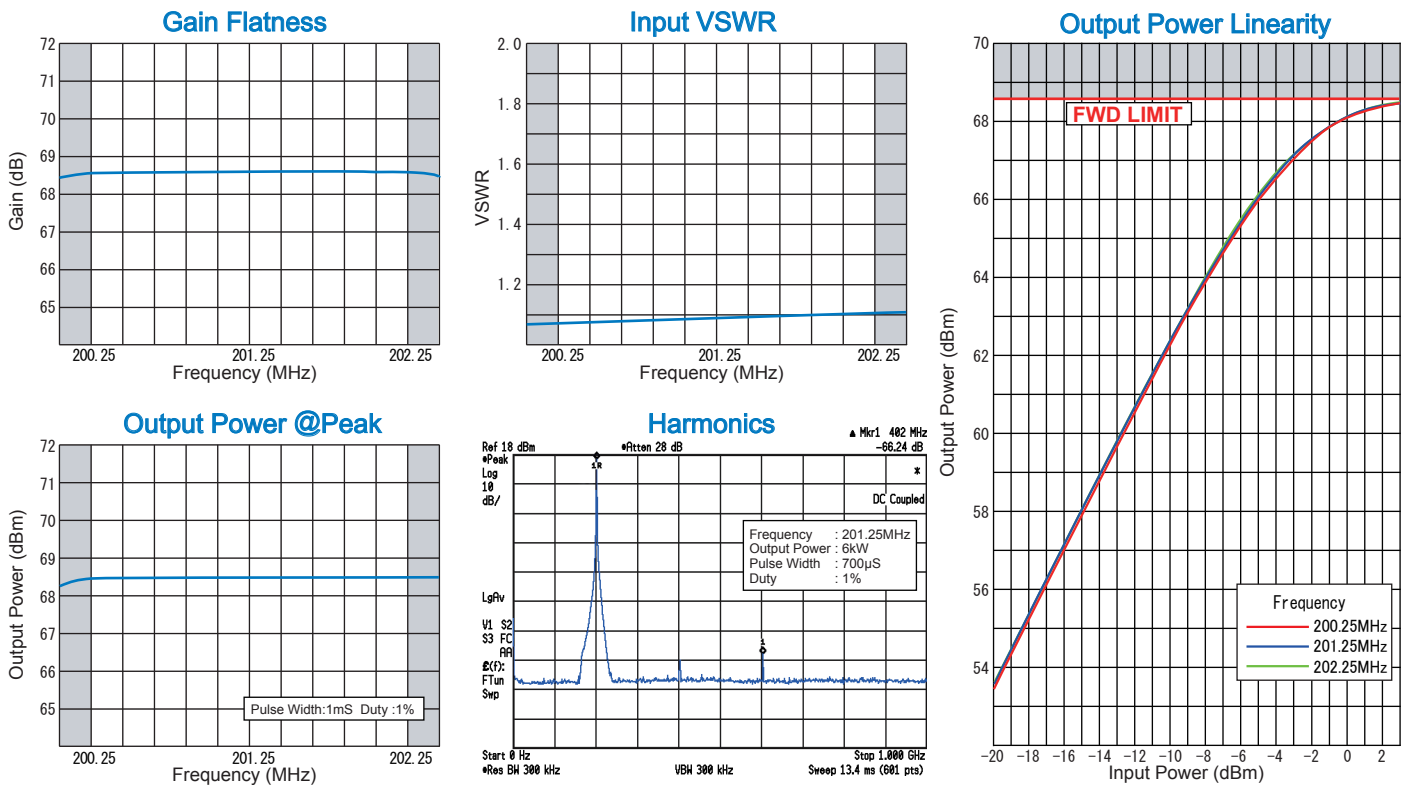 Gain Flatness
72
71
70
69
68
67
66
65
Gain (dB)
200.25
201.25
202.25
Frequency (MHz)
Input VSWR
2.0
1.8
1.6
1.4
1.2
VSWR
200.25
201.25
202.25
Frequency (MHz)
Output Power Linearity
70
68
66
64
62
60
58
56
54
FWD LIMIT
Output Power (dBm)
Frequency
200.25MHz
201.25MHz
202.25MHz
-20 -18 -16 -14 -12 -10 -8 -6 -4 -2 0 2
Input Power (dBm)
Output Power @Peak
72
71
70
69
68
67
66
65
Output Power (dBm)
Pulse Width:1mS Duty :1%
200.25
201.25
202.25
Frequency (MHz)
Harmonics
▲ Mkr1 402 MHz
Ref 18 dBm
*Atten 28 dB
-66.24 dB
*Peak
Log
10
dB/
1R
*
DC Coupled
Frequency : 201.25MHz
Output Power : 6kW
Pulse Width : 700µS
Duty : 1%
LgAv
V1 S2
S3 FC
AA
£(f):
FTun
Swp
1
Start 0 Hz
Stop 1.000 GHz
*Res BW 300 kHz
VBW 300 kHz
Sweep 13.4 ms (601 pts)